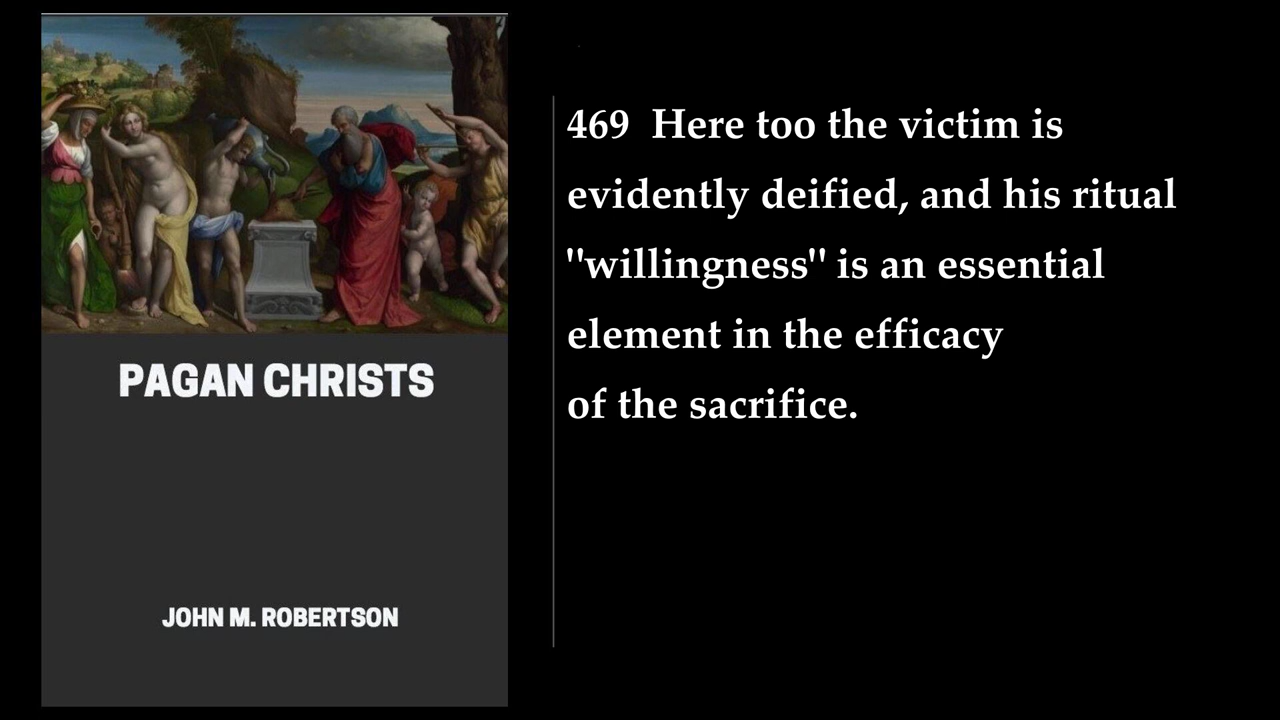 PAGAN CHRISTS
JOHN M. ROBERTSON
469 Here too the victim is
evidently deified, and his ritual
"willingness" is an essential
element in the efficacy
of the sacrifice.